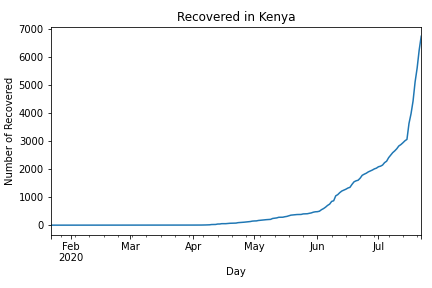 Recovered in Kenya
7000
6000
5000
4000
3000
2000
1000
0
Number of Recovered
Feb
2020
Mar
Apr
May
Jun
Jul
Day